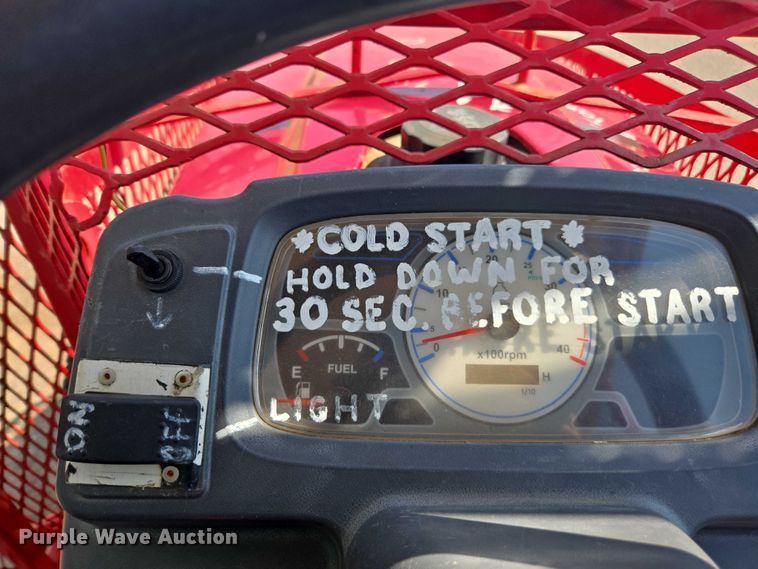 *COLD START*
HOLD DOWN FOR
30 SEC. BEFORE START
0 5 10 20 25 30 40
x100rpm
H
1/10
E FUEL F
LIGHT
ON OFF
Purple Wave Auction